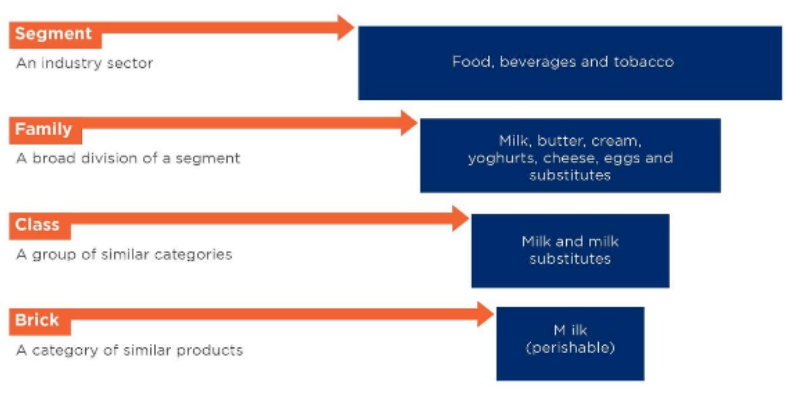 Segment
An industry sector
Food, beverages and tobacco
Family
A broad division of a segment
Milk, butter, cream,
yoghurts, cheese, eggs and
substitutes
Class
A group of similar categories
Milk and milk
substitutes
Brick
A category of similar products
M ilk
(perishable)